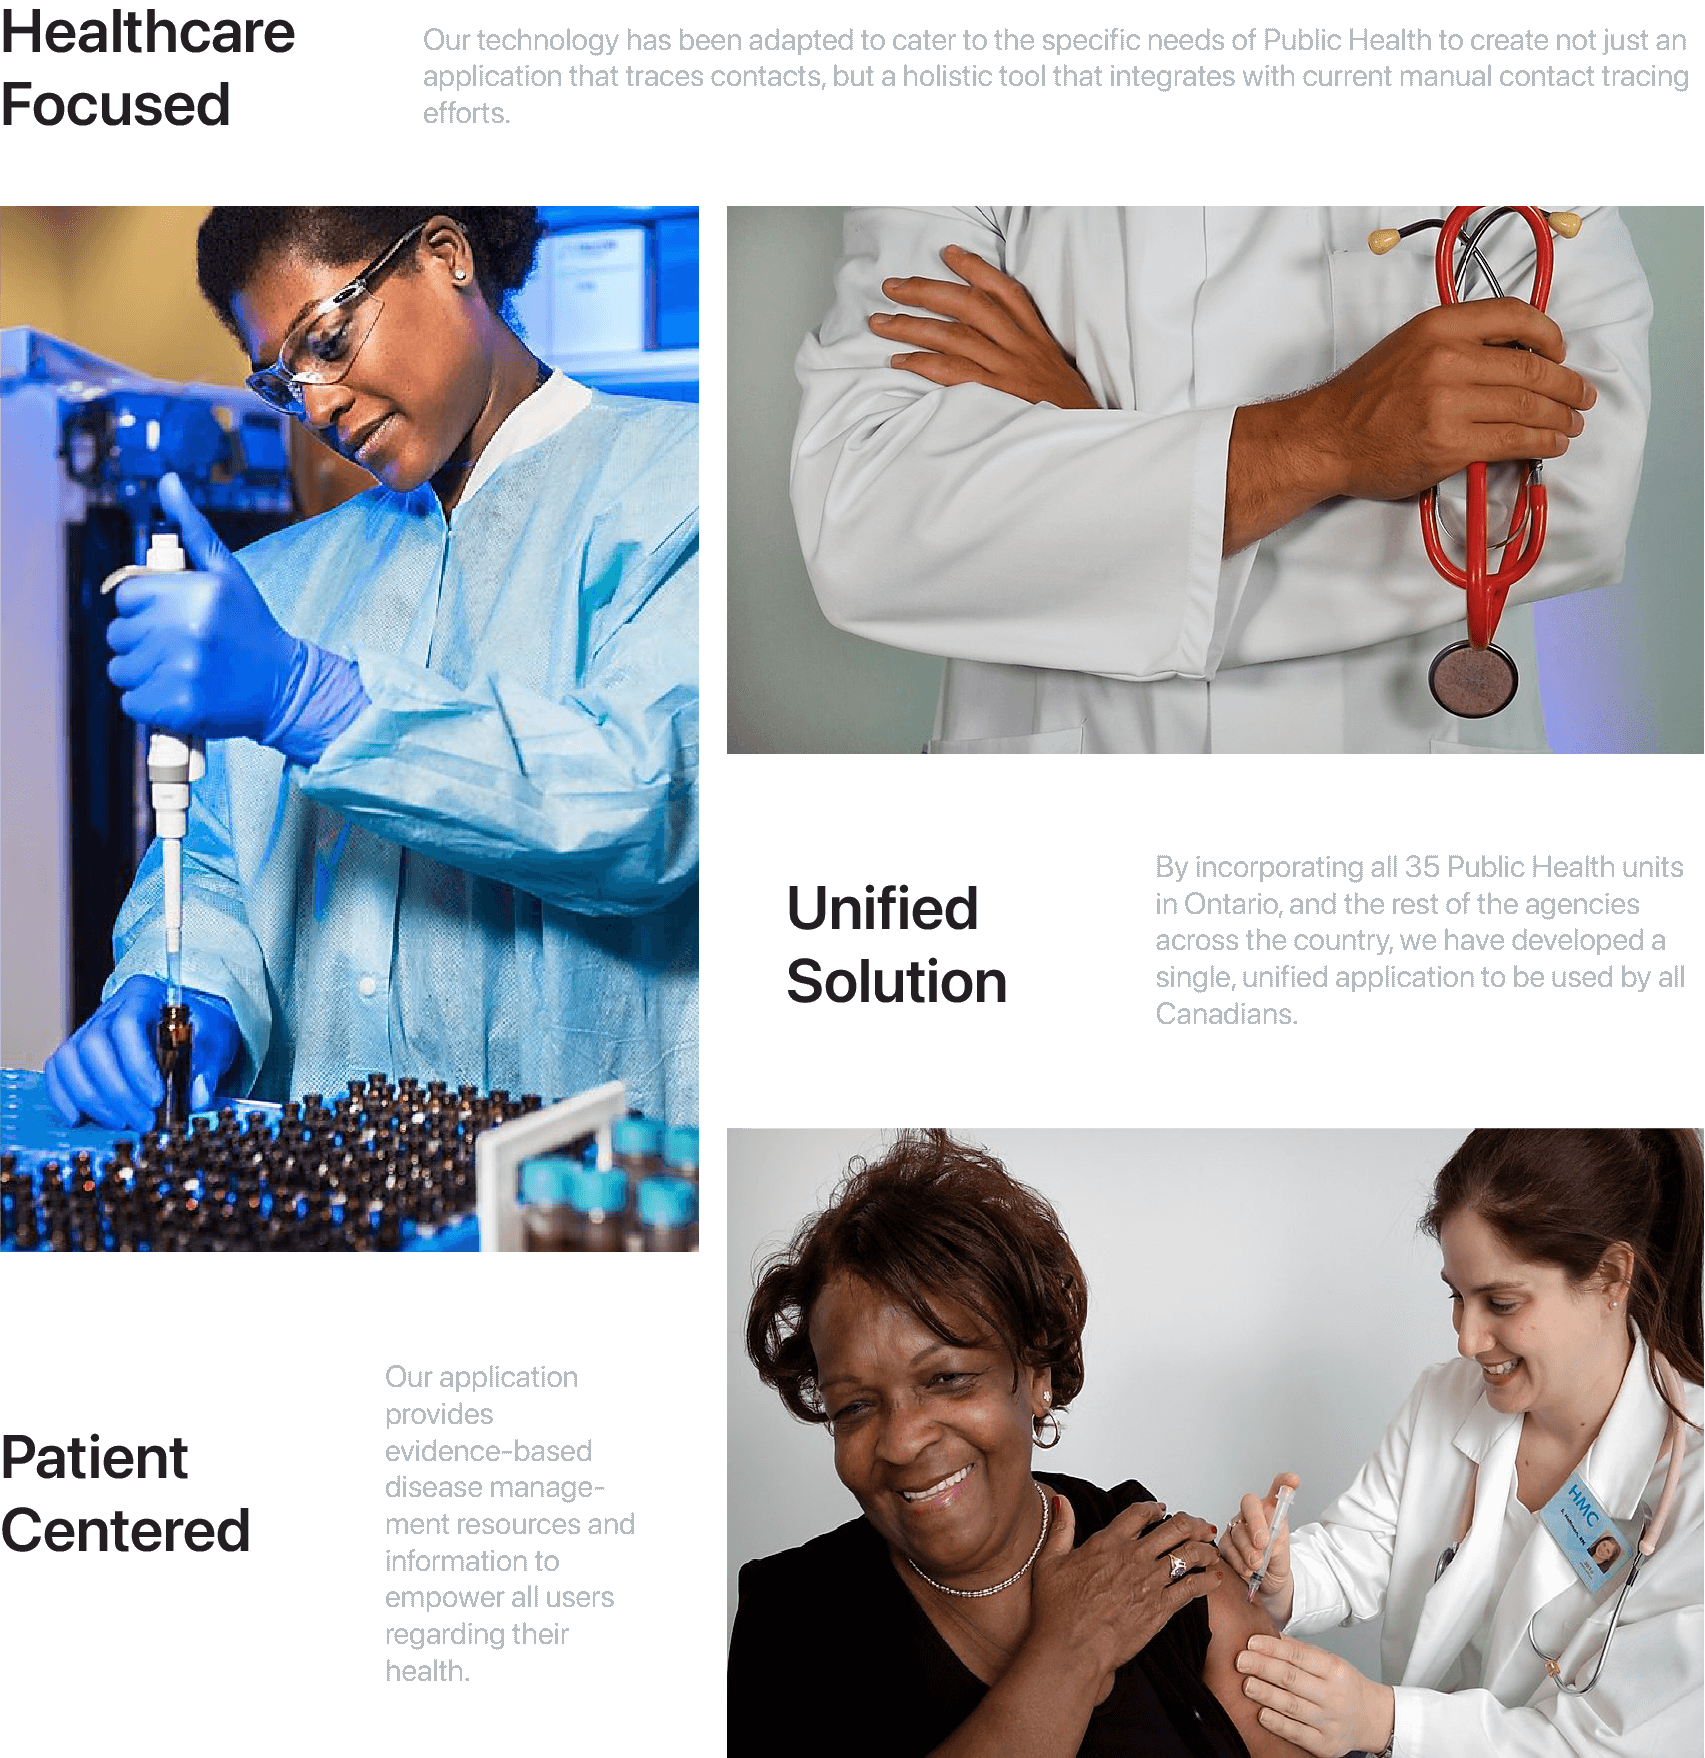 Healthcare
Focused
Our technology has been adapted to cater to the specific needs of Public Health to create not just an
application that traces contacts, but a holistic tool that integrates with current manual contact tracing
efforts.
Unified
Solution
By incorporating all 35 Public Health units
in Ontario, and the rest of the agencies
across the country, we have developed a
single, unified application to be used by all
Canadians.
Patient
Centered
Our application
provides
evidence-based
disease manage-
ment resources and
information to
empower all users
regarding their
health.
HMC